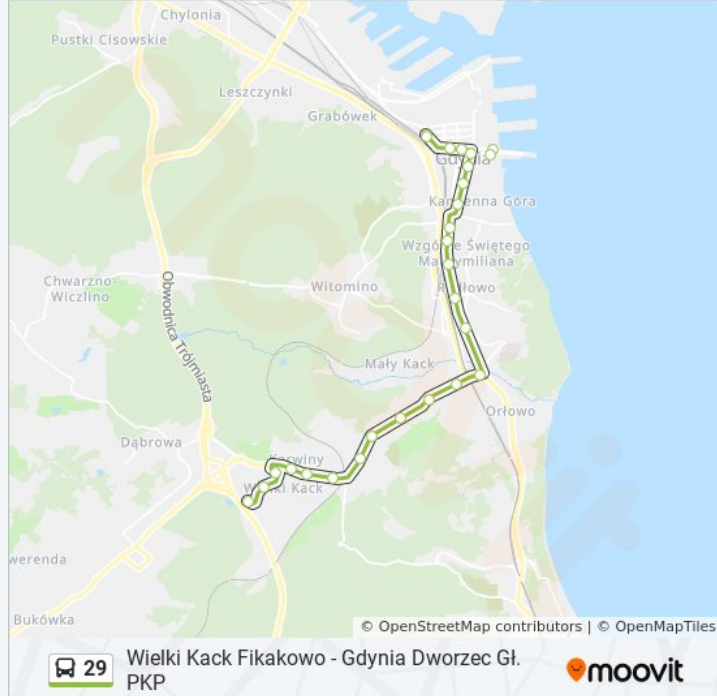 Chylonia
Pustki Cisowskie
Leszczynki
Grabówek
Gdynia
Kamienna Góra
Wzgórze Świętego
Maksymiliana
Chwarzno-
Wiczlino
Witomino
Redłowo
Obwodnica Trójmiasta
Mały Kack
Orłowo
Dąbrowa
Karwiny
Wielki Kack
werenda
Bukówka
© OpenStreetMap contributors | © OpenMapTiles
29
Wielki Kack Fikakowo - Gdynia Dworzec Gł.
PKP
moovit